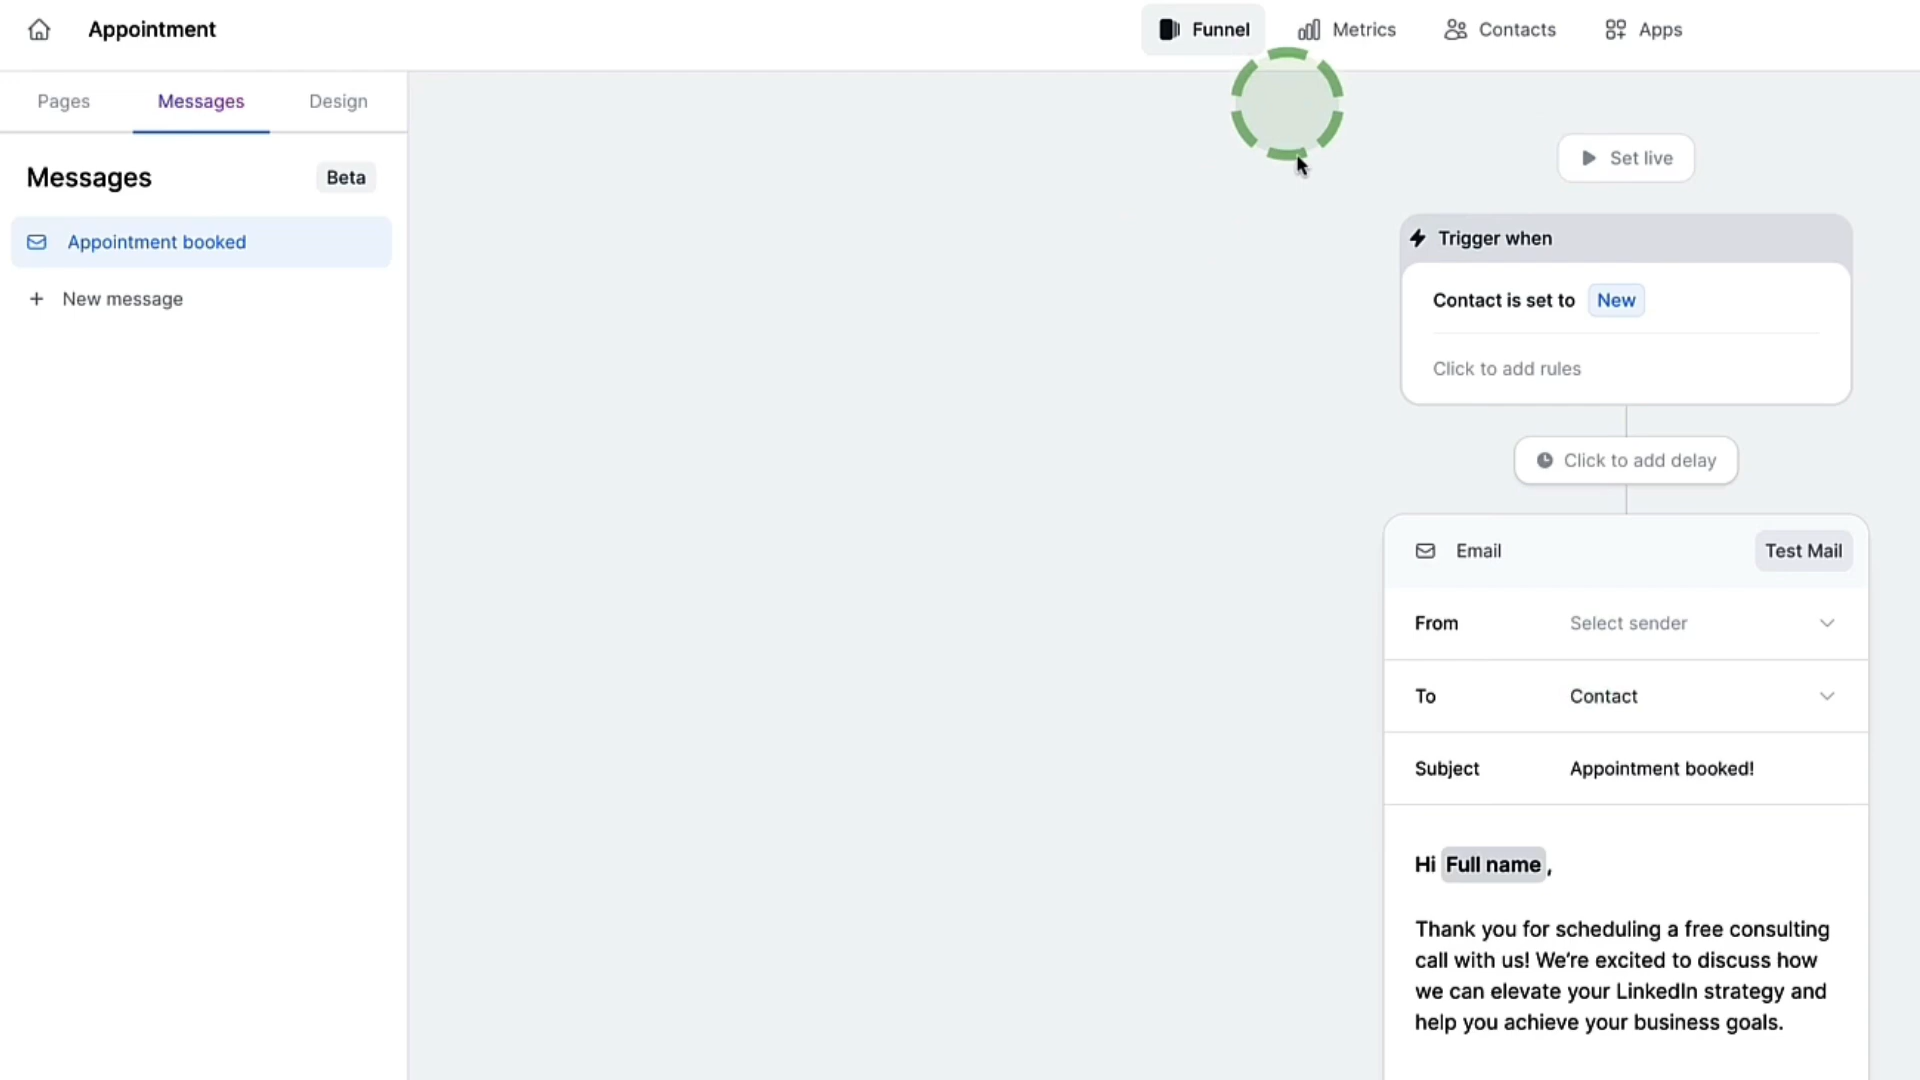 Appointment
Funnel
Metrics
Contacts
Apps
Pages
Messages
Design
Messages
Beta
Appointment booked
New message
Set live
Trigger when
Contact is set to New
Click to add rules
Click to add delay
Email
Test Mail
From
Select sender
To
Contact
Subject
Appointment booked!
Hi Full name,
Thank you for scheduling a free consulting
call with us! We're excited to discuss how
we can elevate your LinkedIn strategy and
help you achieve your business goals.